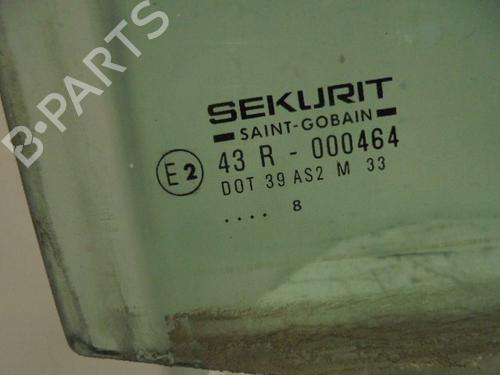 B-PARTS
SEKURIT
SAINT-GOBAIN
E2 43 R - 000464
DOT 39 AS2 M 33
.... 8